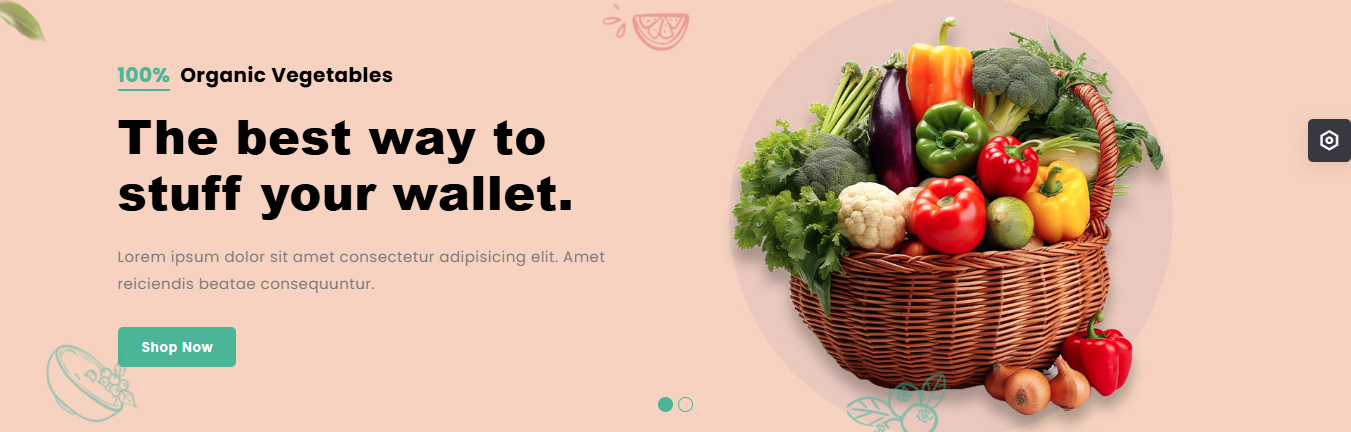 100% Organic Vegetables
The best way to
stuff your wallet.
Lorem ipsum dolor sit amet consectetur adipisicing elit. Amet
reiciendis beatae consequuntur.
Shop Now